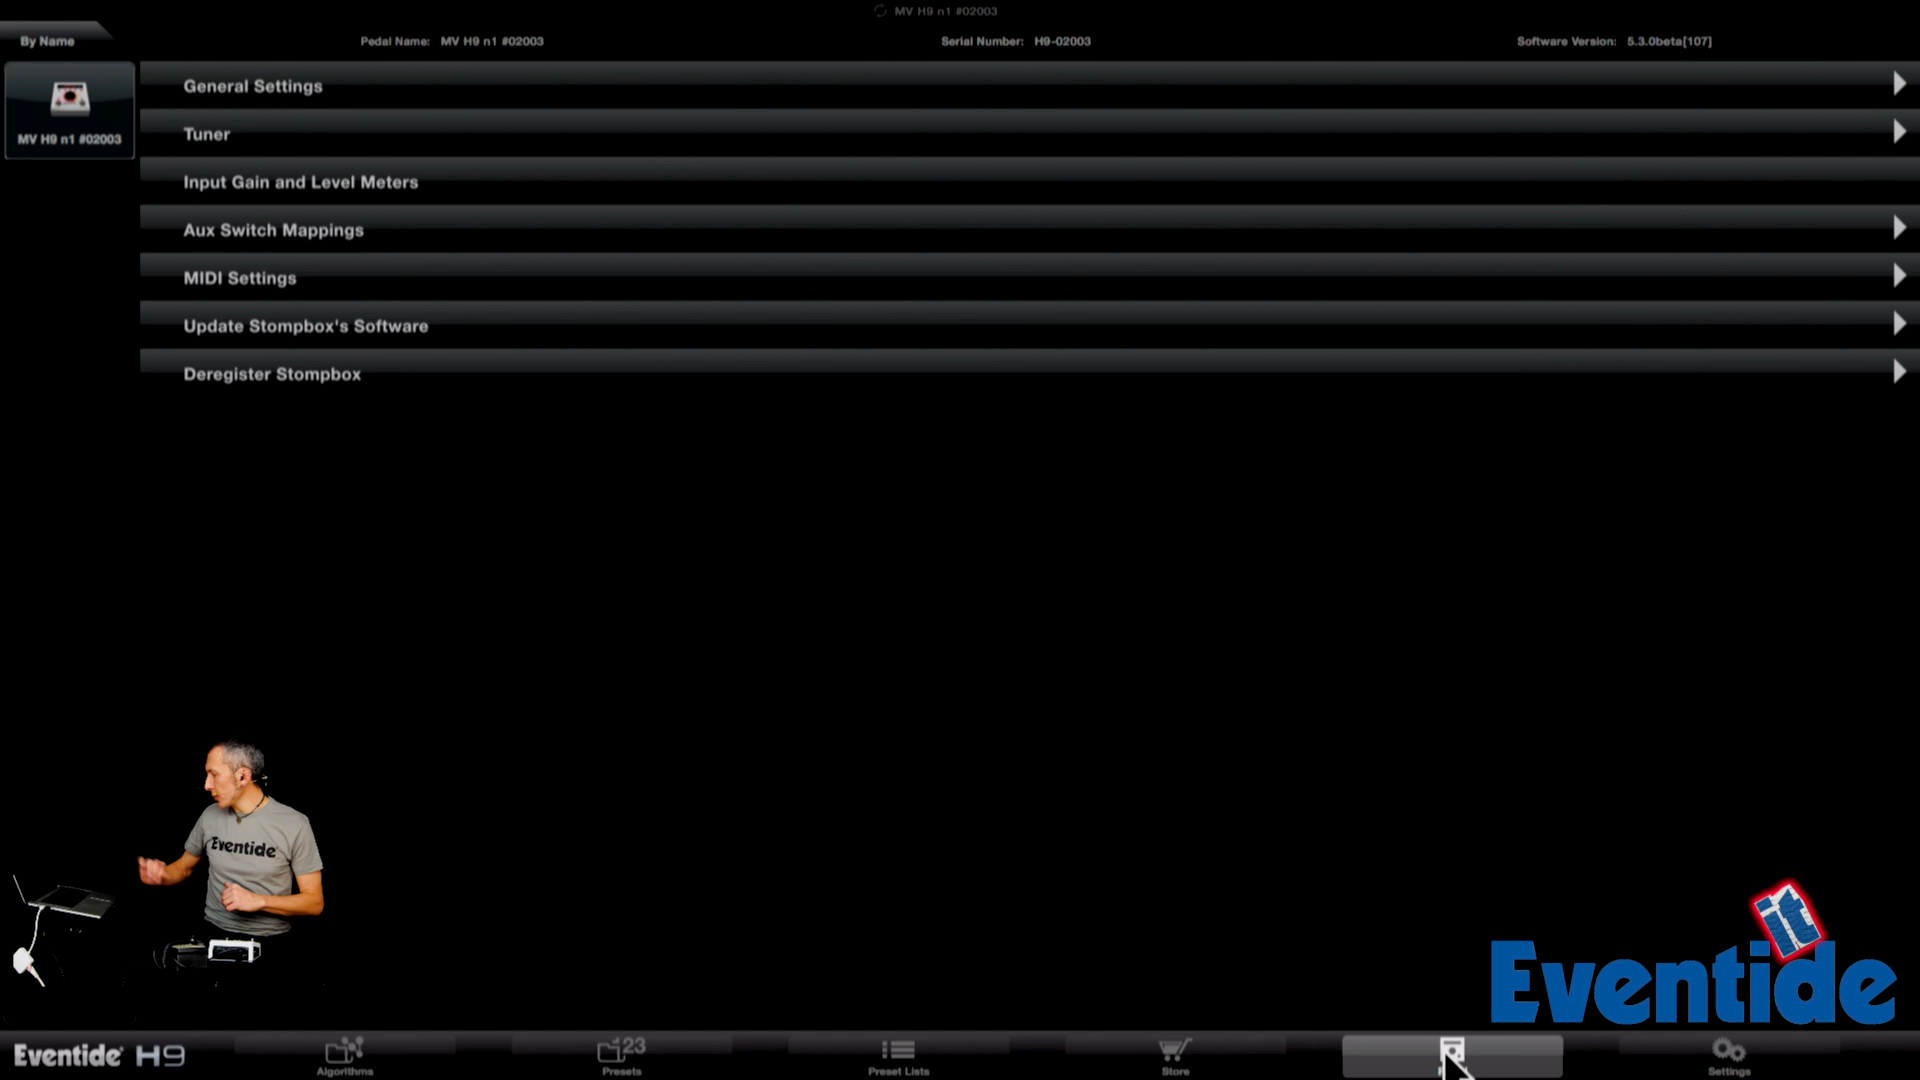 MV H9 n1 #02003
By Name
Pedal Name: MV H9 n1 #02003
Serial Number: H9-02003
Software Version: 5.3.0beta[107]
MV H9 n1 #02003
General Settings
Tuner
Input Gain and Level Meters
Aux Switch Mappings
MIDI Settings
Update Stompbox's Software
Deregister Stompbox
Eventide
it
Eventide
Eventide H9
Algorithms
123
Presets
Preset Lists
Store
Settings